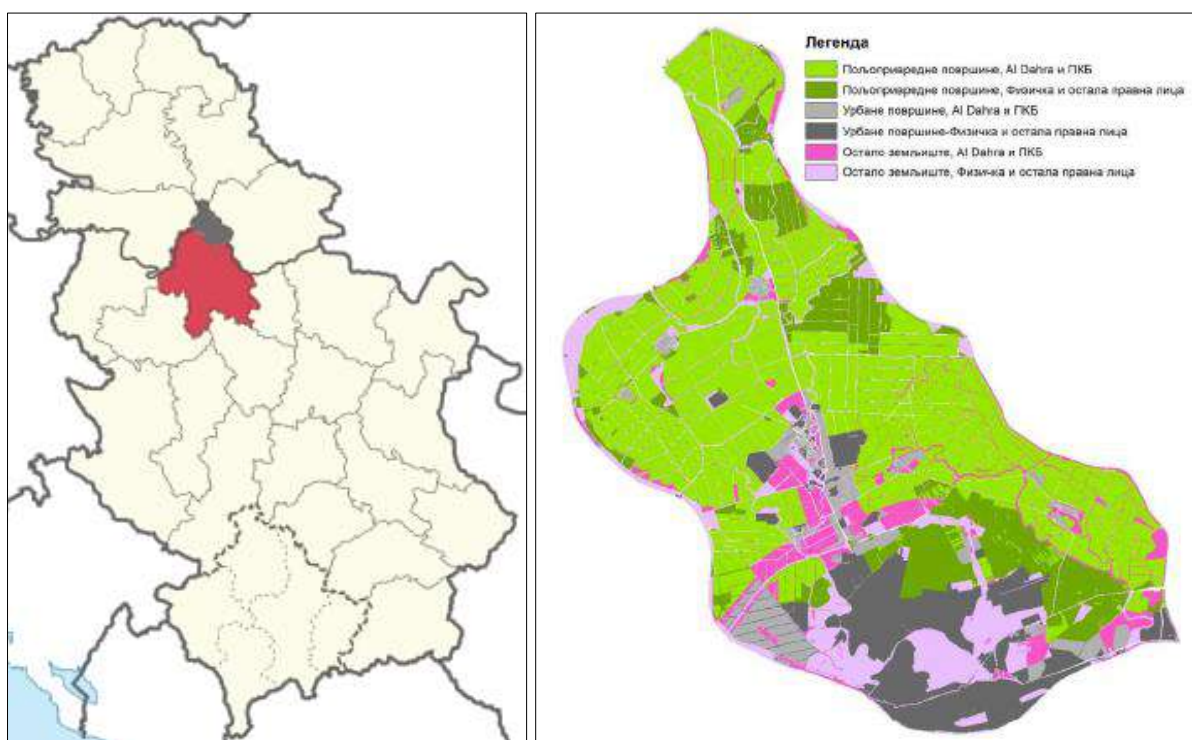 Легенда
Пољопривредне површине, Al Dahra и ПКБ
Пољопривредне површине, Физичка и остала правна лица
Урбане површине, Al Dahra и ПКБ
Урбане површине-Физичка и остала правна лица
Остало земљиште, Al Dahra и ПКБ
Остало земљиште, Физичка и остала правна лица